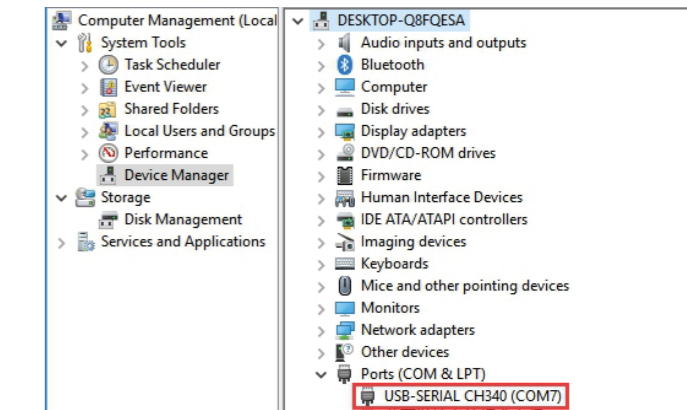 Computer Management (Local
System Tools
Task Scheduler
Event Viewer
Shared Folders
Local Users and Groups
Performance
Device Manager
Storage
Disk Management
Services and Applications
DESKTOP-Q8FQESA
Audio inputs and outputs
Bluetooth
Computer
Disk drives
Display adapters
DVD/CD-ROM drives
Firmware
Human Interface Devices
IDE ATA/ATAPI controllers
Imaging devices
Keyboards
Mice and other pointing devices
Monitors
Network adapters
Other devices
Ports (COM & LPT)
USB-SERIAL CH340 (COM7)